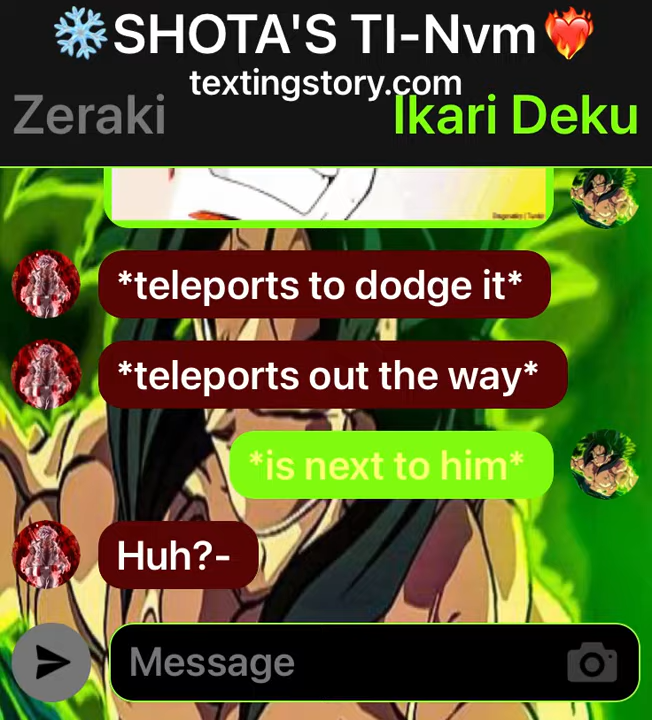 ❄️SHOTA'S TI-Nvm❤️‍🔥
textingstory.com
Zeraki
Ikari Deku
*teleports to dodge it*
*teleports out the way*
*is next to him*
Huh?-
Message